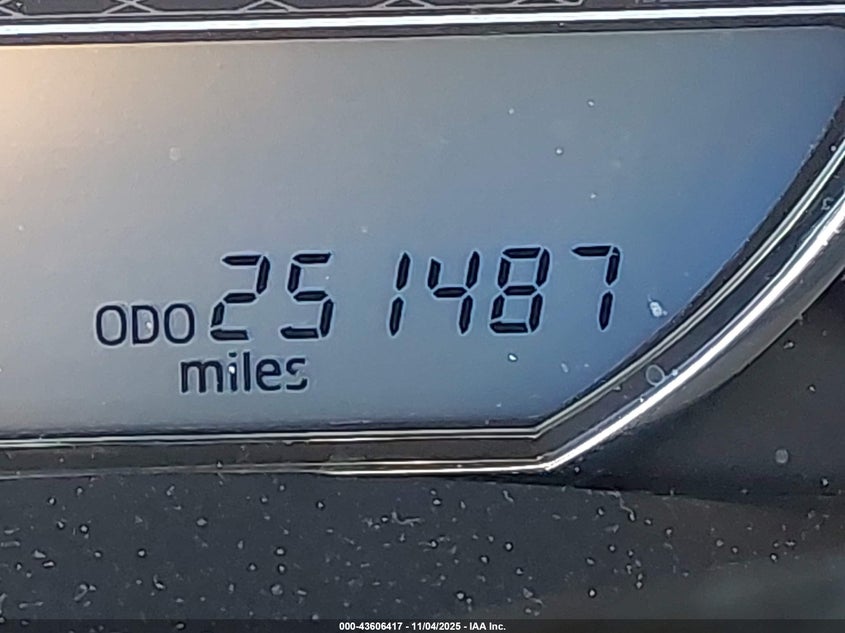 ODO 251487
miles
000-43606417 - 11/04/2025 - IAA Inc.